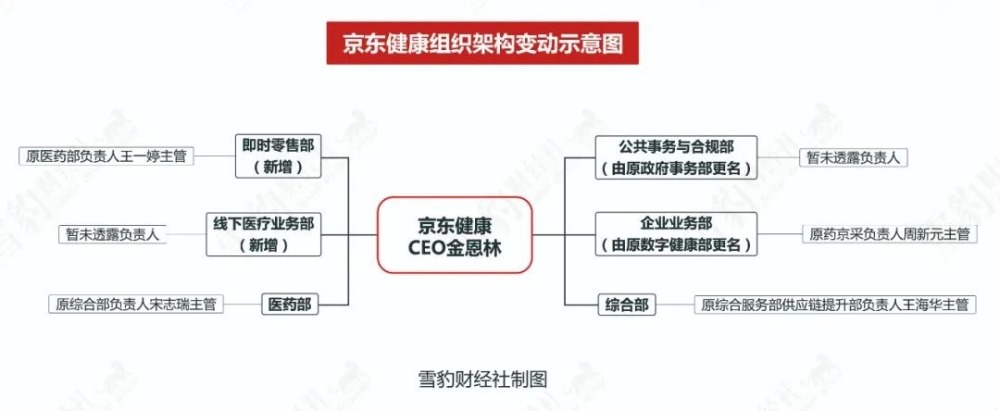 京东健康组织架构变动示意图
原医药部负责人王一婷主管
即时零售部
（新增）
暂未透露负责人
线下医疗业务部
（新增）
原综合部负责人宋志瑞主管
医药部
京东健康
CEO金恩林
公共事务与合规部
（由原政府事务部更名）
暂未透露负责人
企业业务部
（由原数字健康部更名）
原药京采负责人周新元主管
综合部
原综合服务部供应链提升部负责人王海华主管
雪豹财经社制图